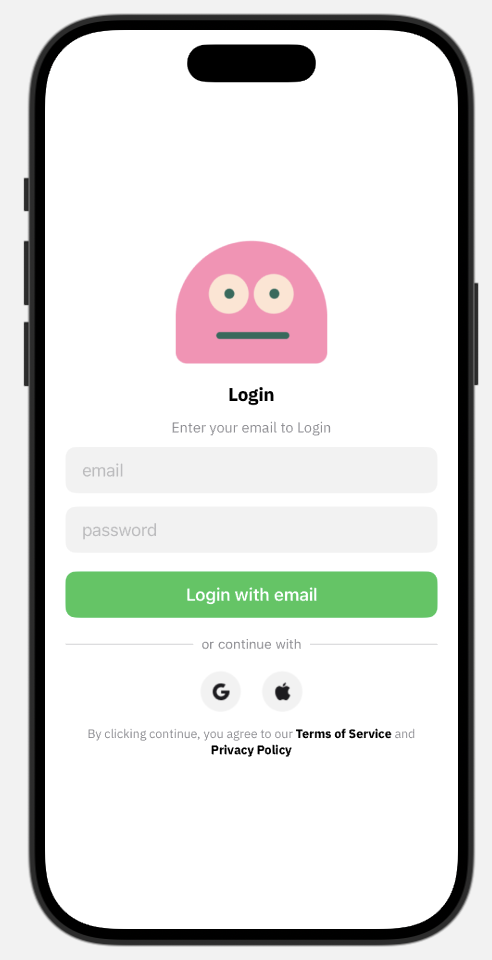 Login
Enter your email to Login
email
password
Login with email
or continue with
By clicking continue, you agree to our Terms of Service and
Privacy Policy